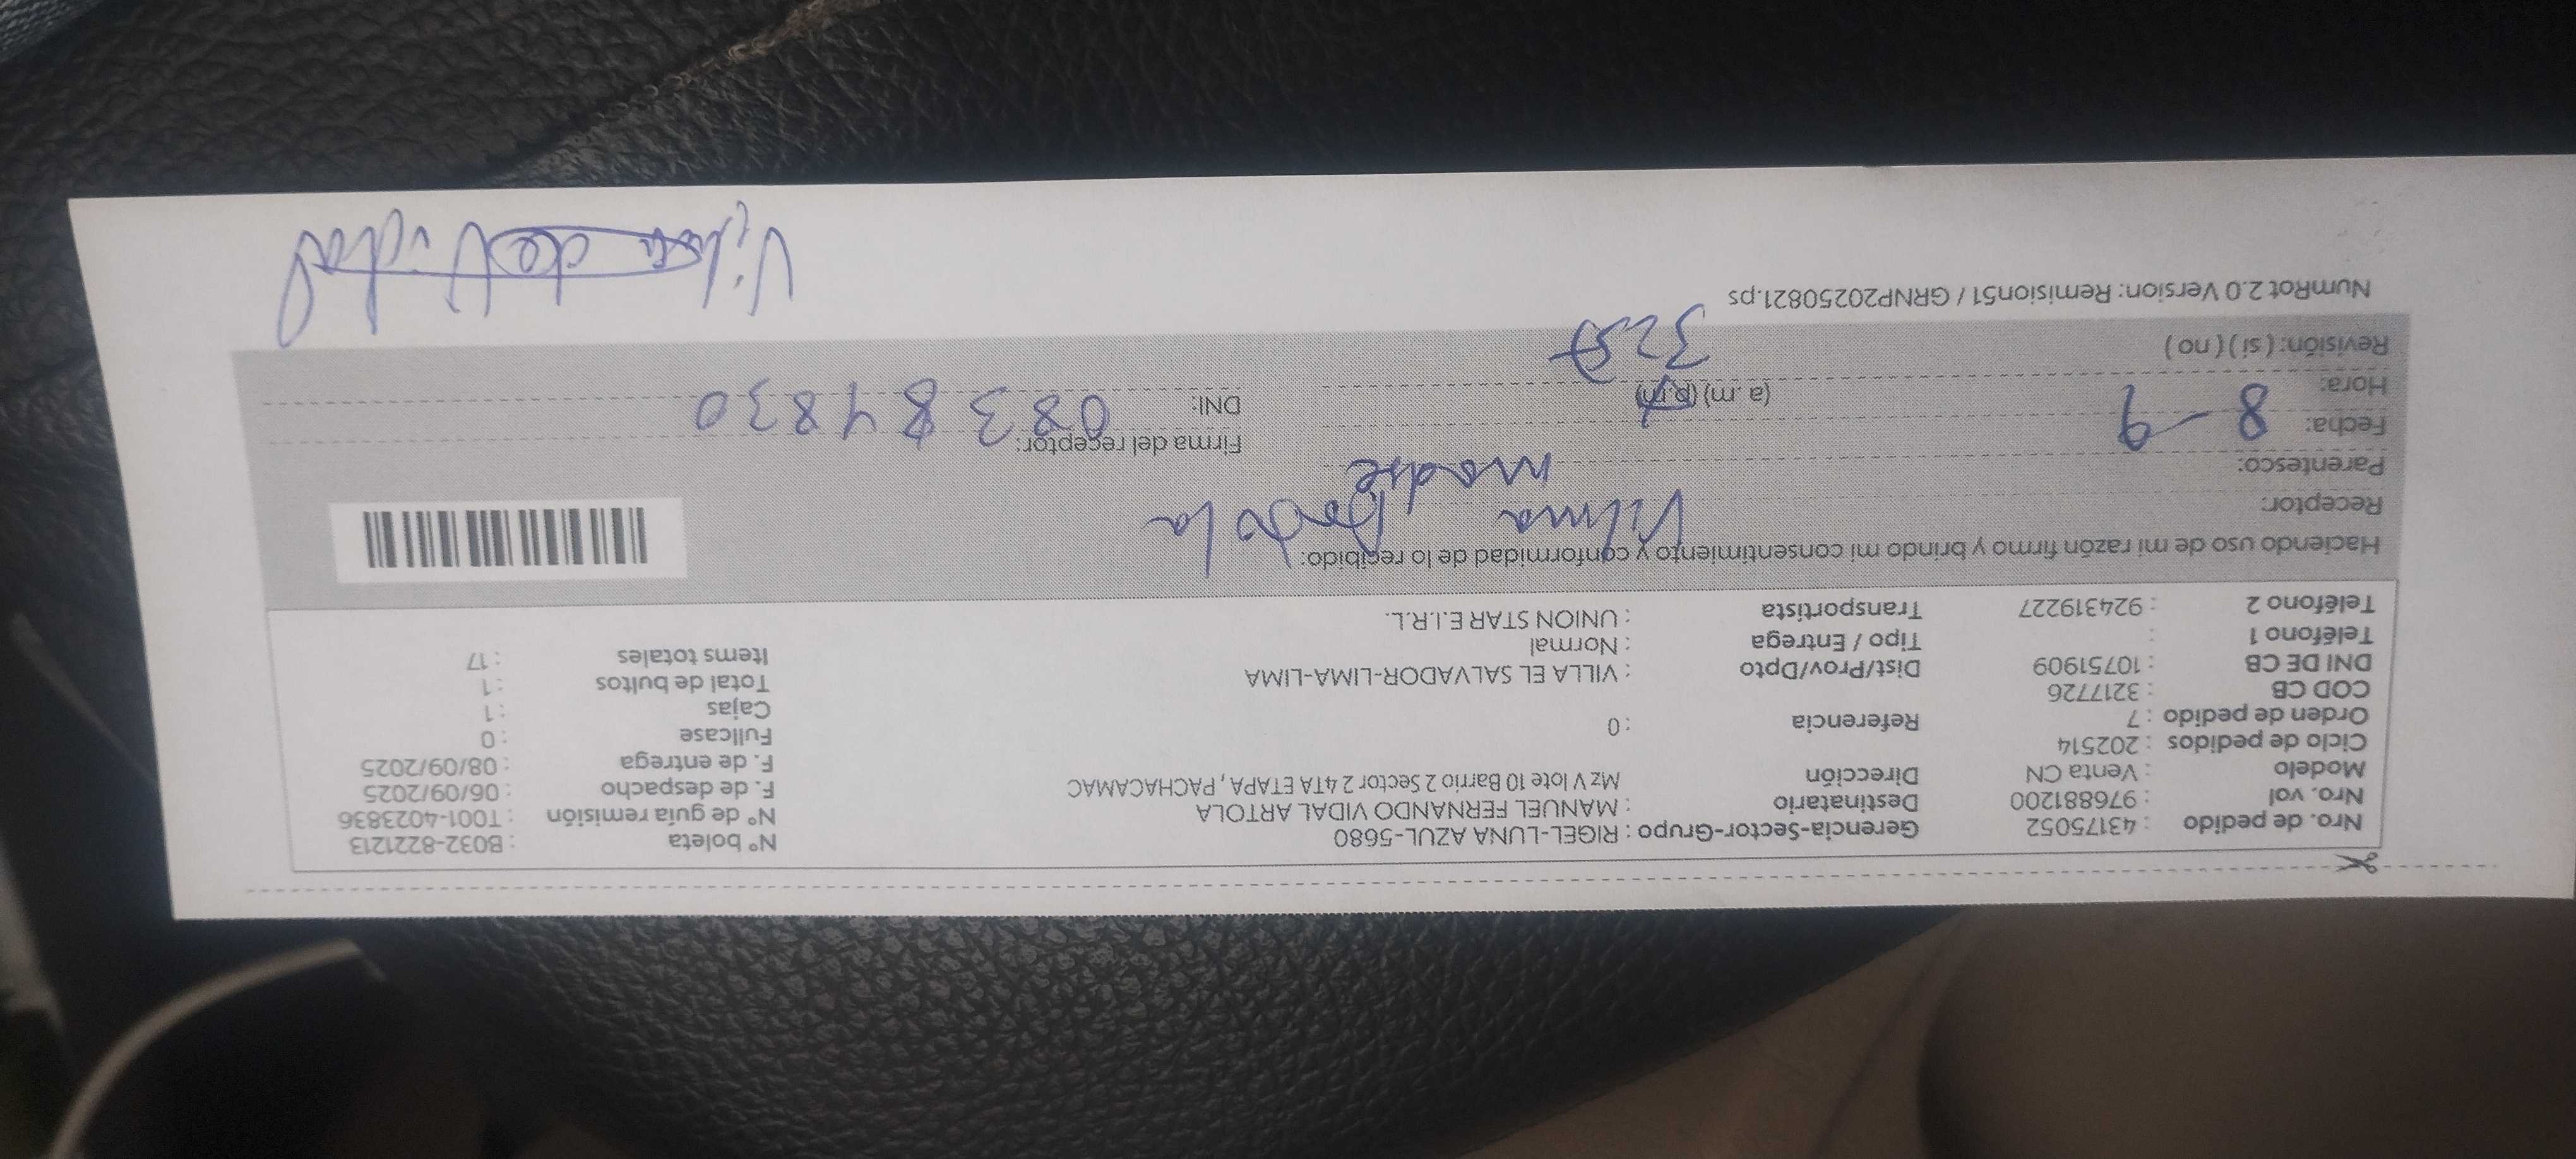 Nro. de pedido : 43175052 Gerencia-Sector-Grupo : RIGEL-LUNA AZUL-5680 N° boleta : B032-8221213
Nro. vol : 976881200 Destinatario : MANUEL FERNANDO VIDAL ARTOLA N° de guía remisión : T001-4023836
Modelo : Venta CN Dirección Mz V lote 10 Barrio 2 Sector 2 4TA ETAPA, PACHACAMAC F. de despacho : 06/09/2025
Ciclo de pedidos : 202514 F. de entrega : 08/09/2025
Orden de pedido : 7 Referencia : 0 Fullcase : 0
COD CB : 3217726 Cajas : 1
DNI DE CB : 10751909 Dist/Prov/Dpto : VILLA EL SALVADOR-LIMA-LIMA Total de bultos : 1
Teléfono 1 : Tipo / Entrega : Normal Items totales : 17
Teléfono 2 : 924319227 Transportista : UNION STAR E.I.R.L.
Haciendo uso de mi razón firmo y brindo mi consentimiento y conformidad de lo recibido:
Receptor: Vilma
Parentesco: madre
Fecha: 8-9 Firma del receptor:
Hora: (a. m) (p.m) DNI: 08384830
Revisión: ( sí ) ( no )
NumRot 2.0 Version: Remision51 / GRNP20250821.ps
Vilma de Vidal